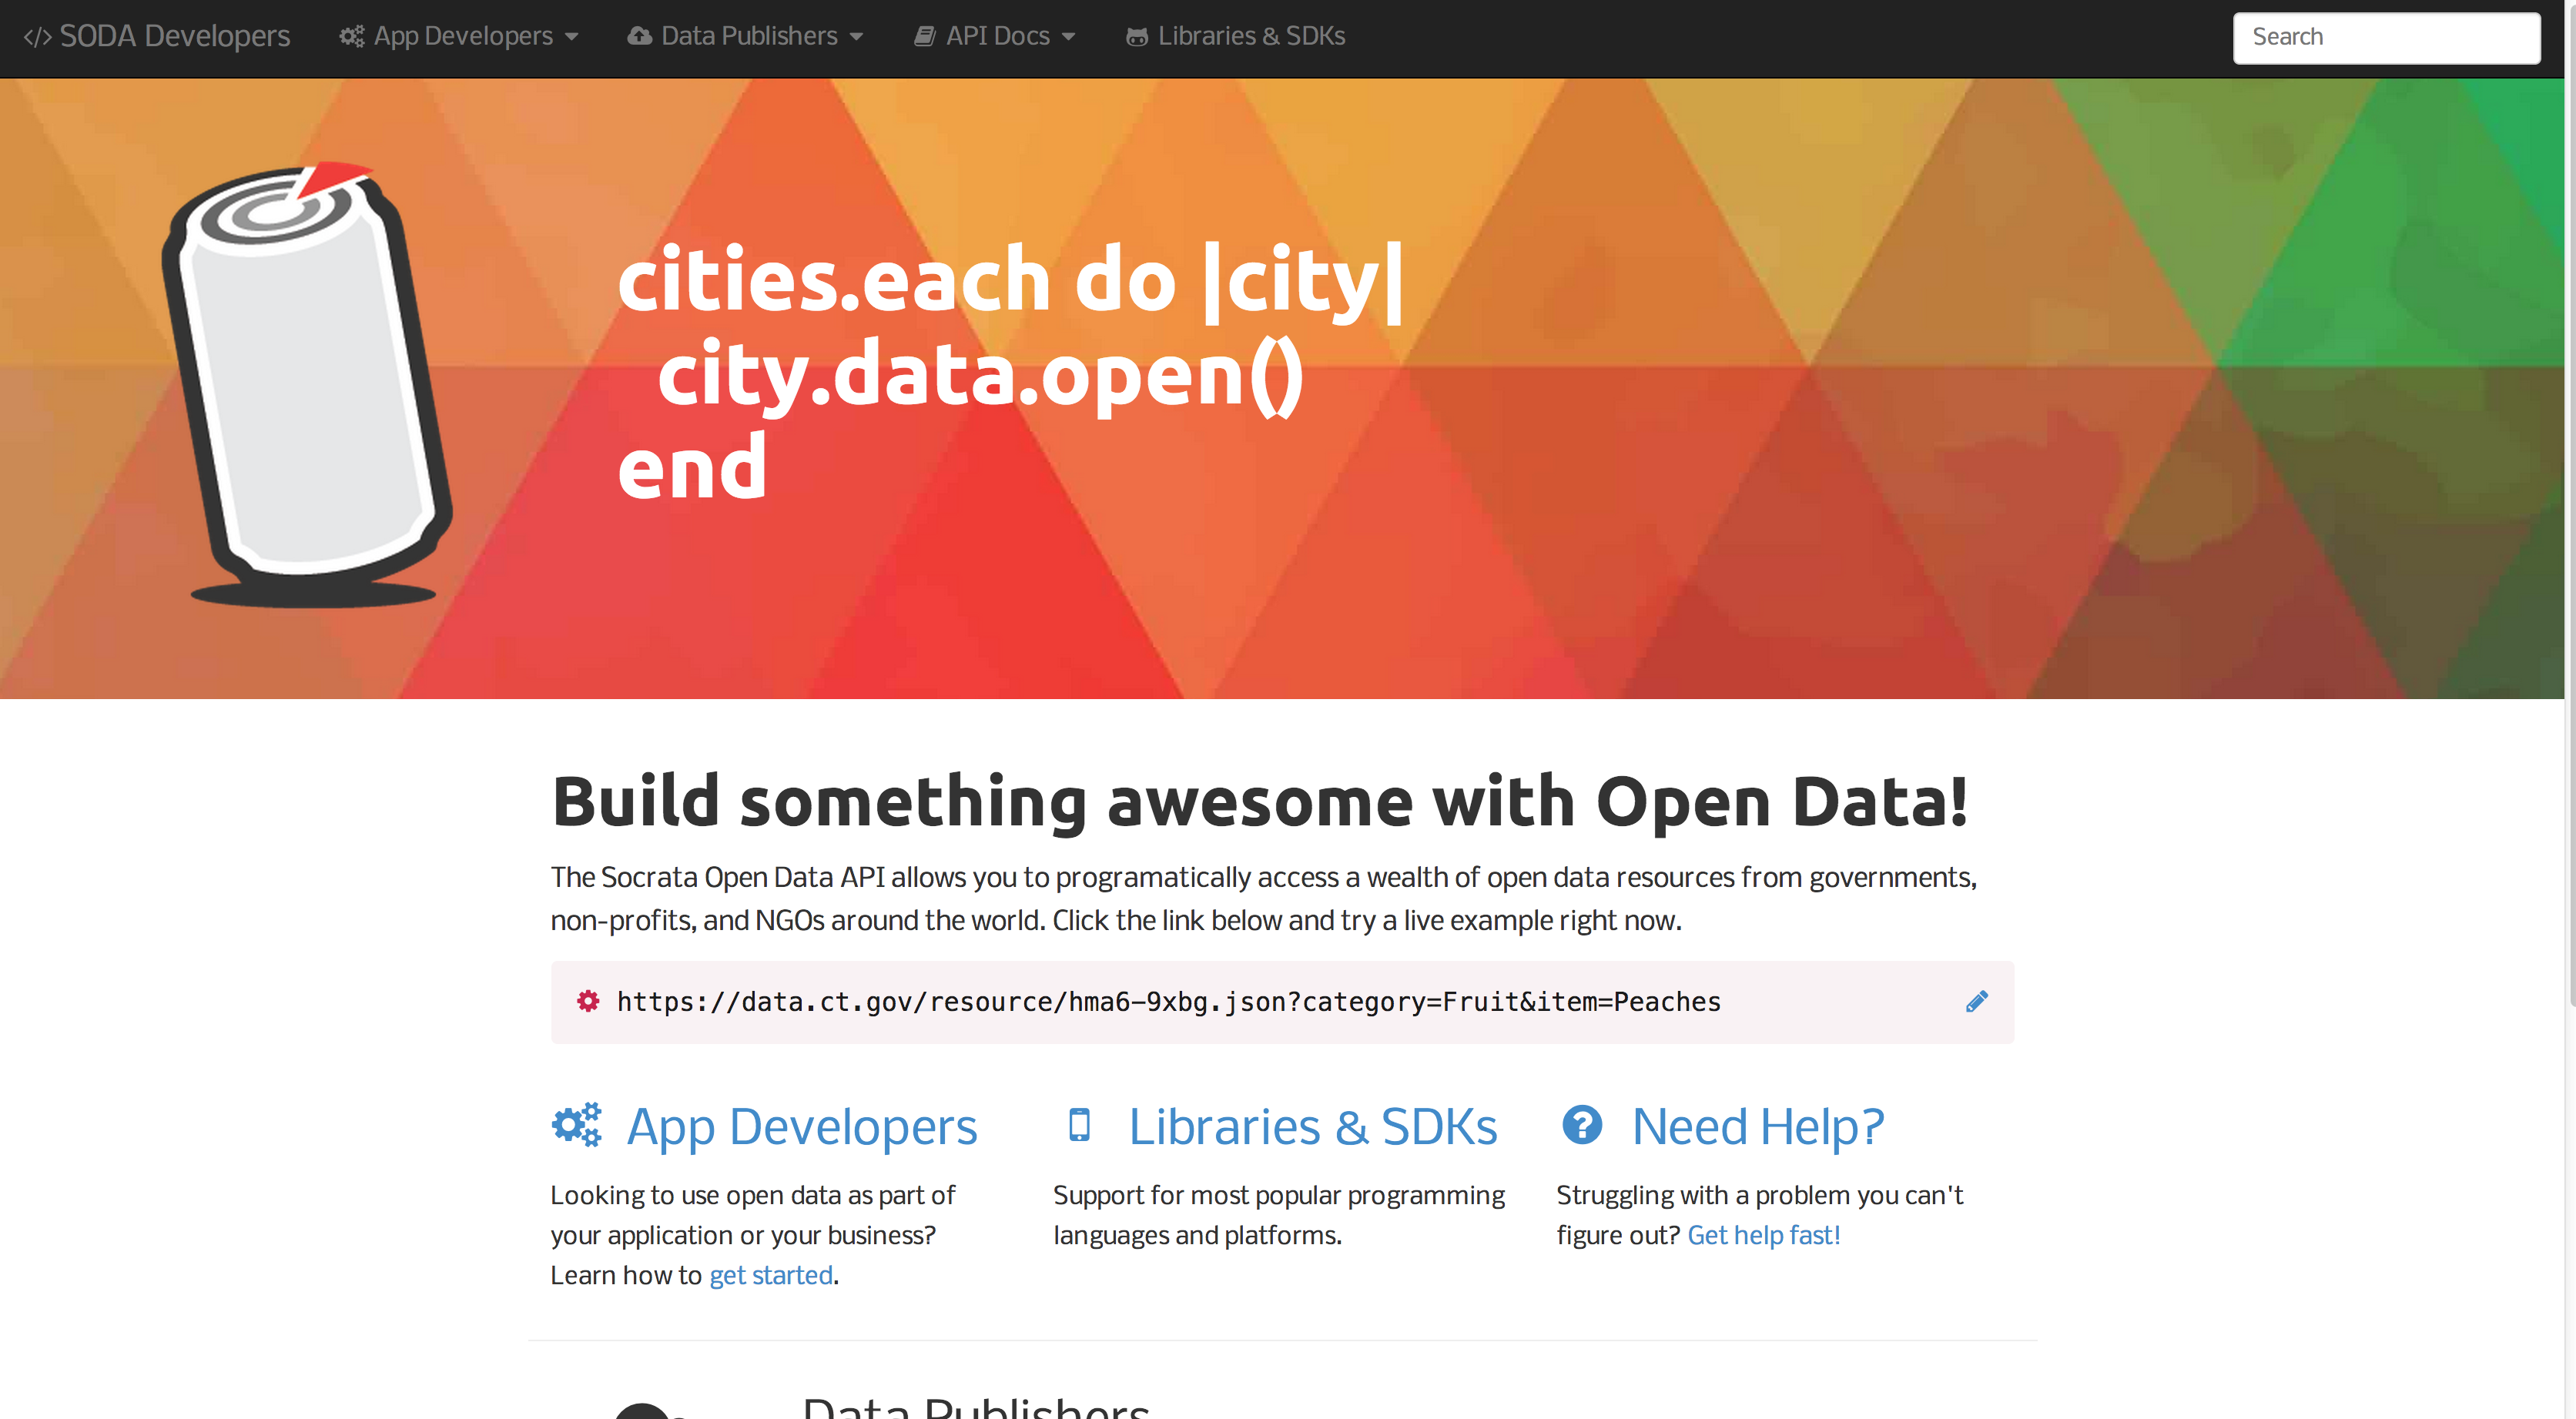 </> SODA Developers App Developers Data Publishers API Docs Libraries & SDKs Search
cities.each do |city|
city.data.open()
end
Build something awesome with Open Data!
The Socrata Open Data API allows you to programatically access a wealth of open data resources from governments,
non-profits, and NGOs around the world. Click the link below and try a live example right now.
https://data.ct.gov/resource/hma6-9xbg.json?category=Fruit&item=Peaches
App Developers
Looking to use open data as part of
your application or your business?
Learn how to get started.
Libraries & SDKs
Support for most popular programming
languages and platforms.
Need Help?
Struggling with a problem you can't
figure out? Get help fast!
Data Publishers